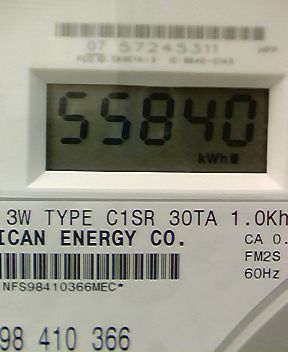 07 57245311
55840
kWh
3W TYPE C1SR 30TA 1.0Kh
ICAN ENERGY CO.
CA 0.
FM2S
60Hz
NFS98410366MEC*
98 410 366